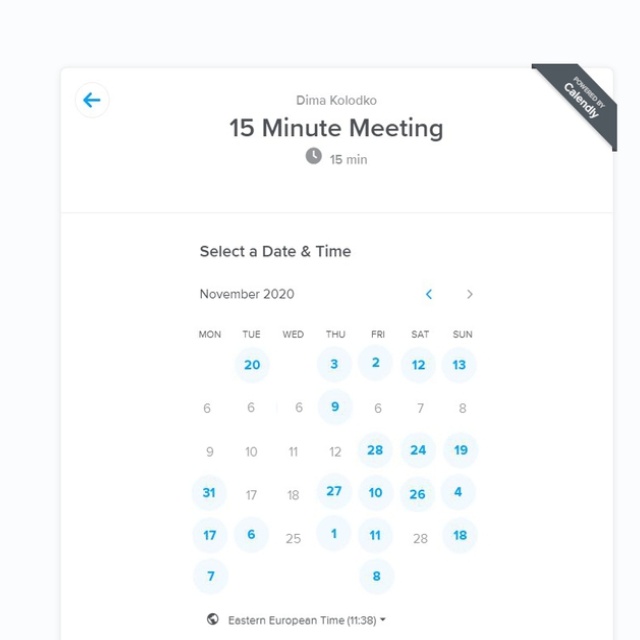 POWERED BY
Calendly
Dima Kolodko
15 Minute Meeting
15 min
Select a Date & Time
November 2020
MON TUE WED THU FRI SAT SUN
20 3 2 12 13
6 6 6 9 6 7 8
9 10 11 12 28 24 19
31 17 18 27 10 26 4
17 6 25 1 11 28 18
7 8
Eastern European Time (11:38)